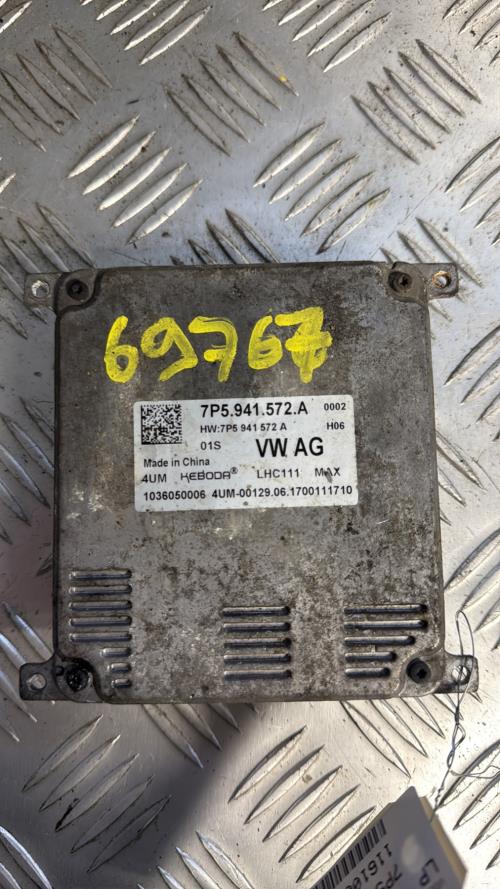 69767
7P5.941.572.A 0002
HW:7P5 941 572 A H06
01S VW AG
Made in China
4UM KEBODA® LHC111 MAX
1036050006 4UM-00129.06.1700111710